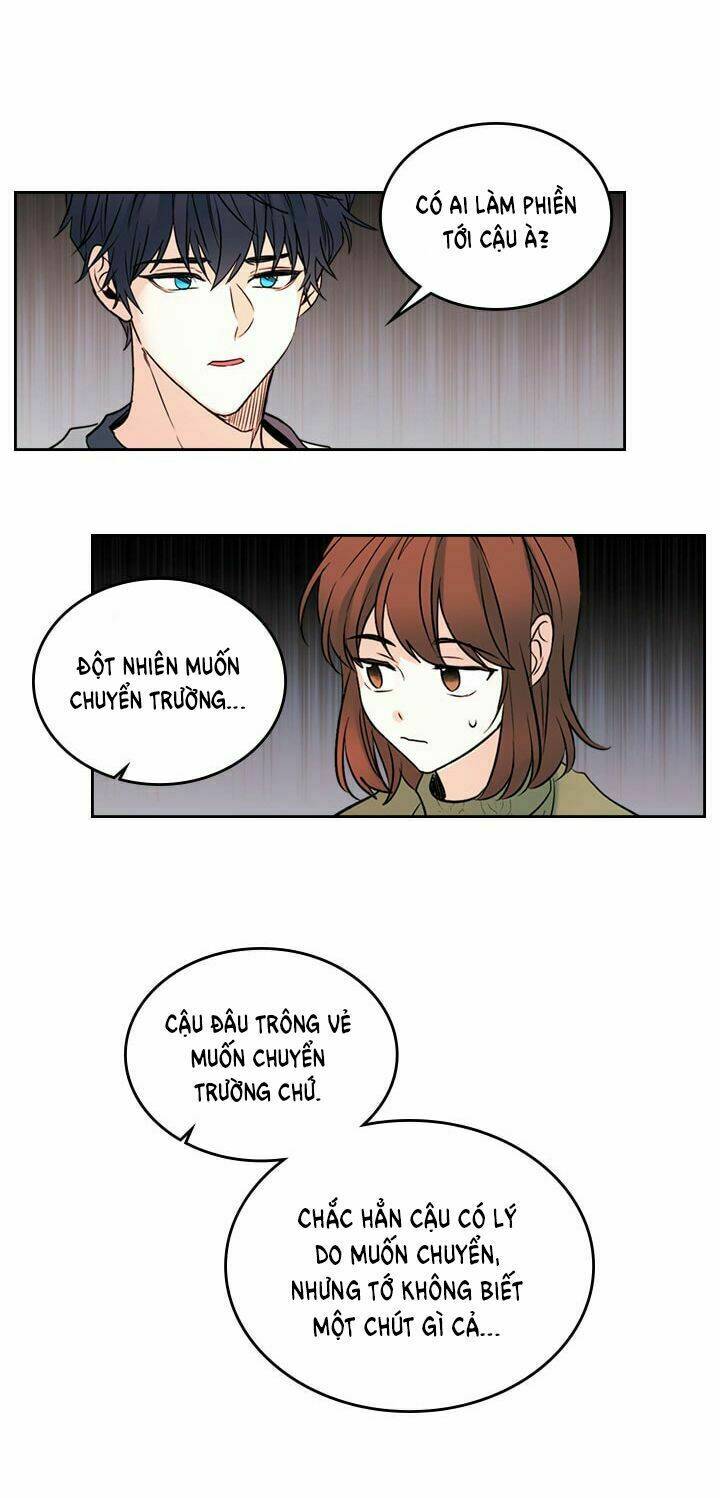 CÓ AI LÀM PHIỀN
TỚI CẬU À?
ĐỘT NHIÊN MUỐN
CHUYỂN TRƯỜNG...
CẬU ĐÂU TRÔNG VẺ
MUỐN CHUYỂN
TRƯỜNG CHỨ.
CHẮC HẲN CẬU CÓ LÝ
DO MUỐN CHUYỂN,
NHƯNG TỚ KHÔNG BIẾT
MỘT CHÚT GÌ CẢ...